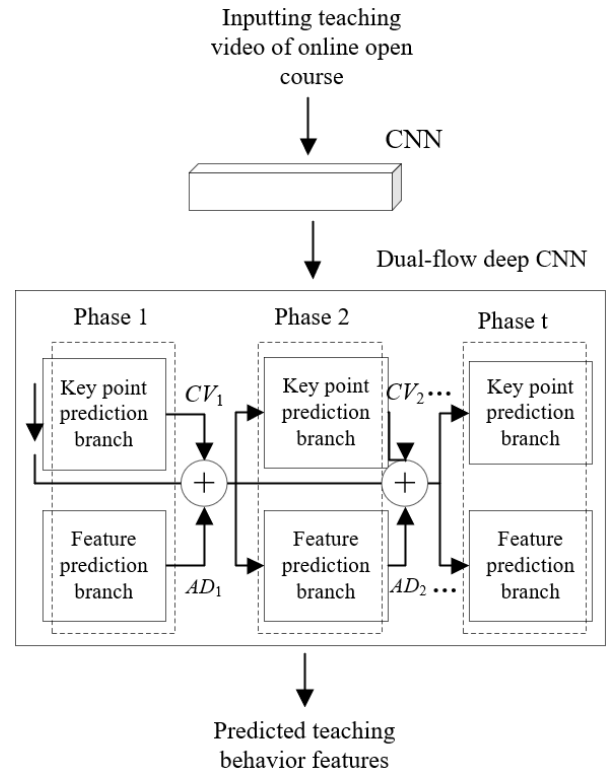 Inputting teaching
video of online open
course
CNN
Dual-flow deep CNN
Phase 1
Phase 2
Phase t
Key point
prediction
branch
CV1
Key point
prediction
branch
CV2 ...
Key point
prediction
branch
+
+
Feature
prediction
branch
AD1
Feature
prediction
branch
AD2 ...
Feature
prediction
branch
Predicted teaching
behavior features